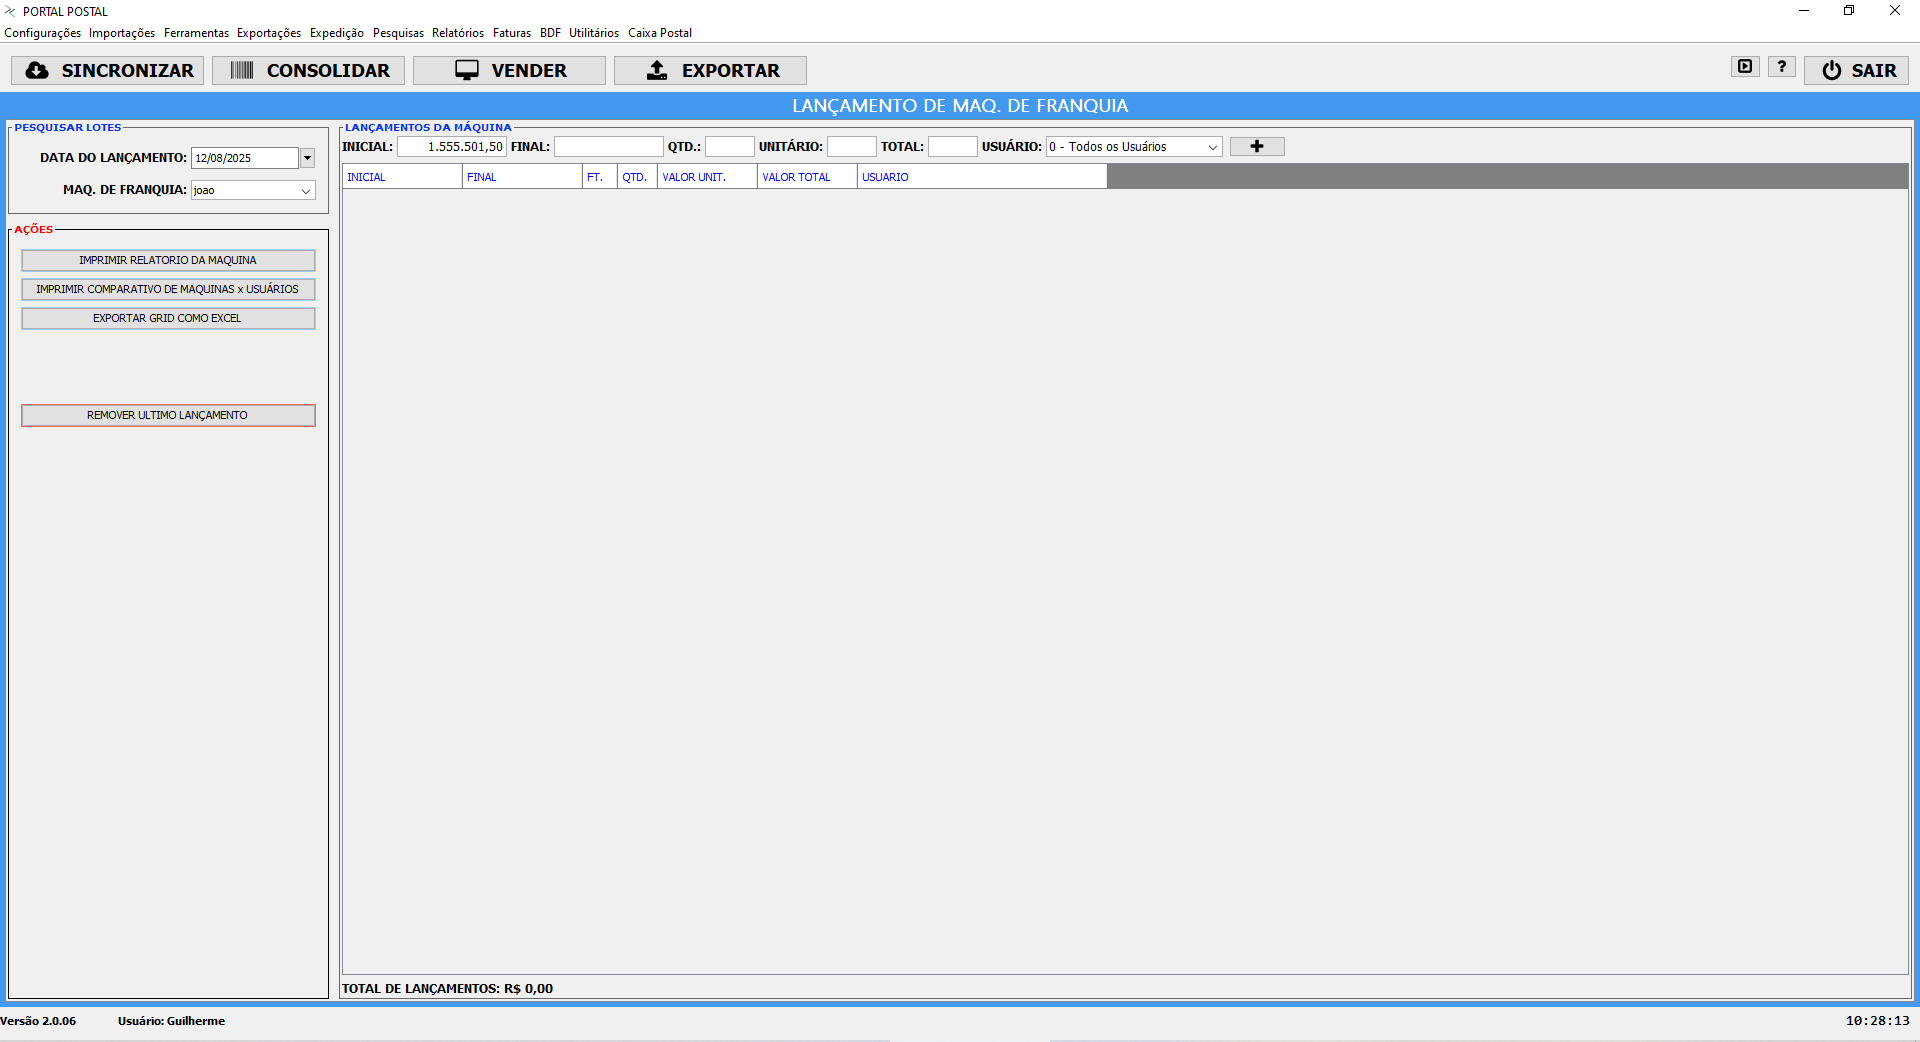 PORTAL POSTAL
Configurações Importações Ferramentas Exportações Expedição Pesquisas Relatórios Faturas BDF Utilitários Caixa Postal
SINCRONIZAR CONSOLIDAR VENDER EXPORTAR ? SAIR
LANÇAMENTO DE MAQ. DE FRANQUIA
PESQUISAR LOTES
DATA DO LANÇAMENTO: 12/08/2025
MAQ. DE FRANQUIA: joao
AÇÕES
IMPRIMIR RELATORIO DA MAQUINA
IMPRIMIR COMPARATIVO DE MAQUINAS x USUÁRIOS
EXPORTAR GRID COMO EXCEL
REMOVER ULTIMO LANÇAMENTO
LANÇAMENTOS DA MÁQUINA
INICIAL: 1.555.501,50 FINAL: QTD.: UNITÁRIO: TOTAL: USUÁRIO: 0 - Todos os Usuários
INICIAL FINAL FT. QTD. VALOR UNIT. VALOR TOTAL USUARIO
TOTAL DE LANÇAMENTOS: R$ 0,00
Versão 2.0.06 Usuário: Guilherme 10:28:13